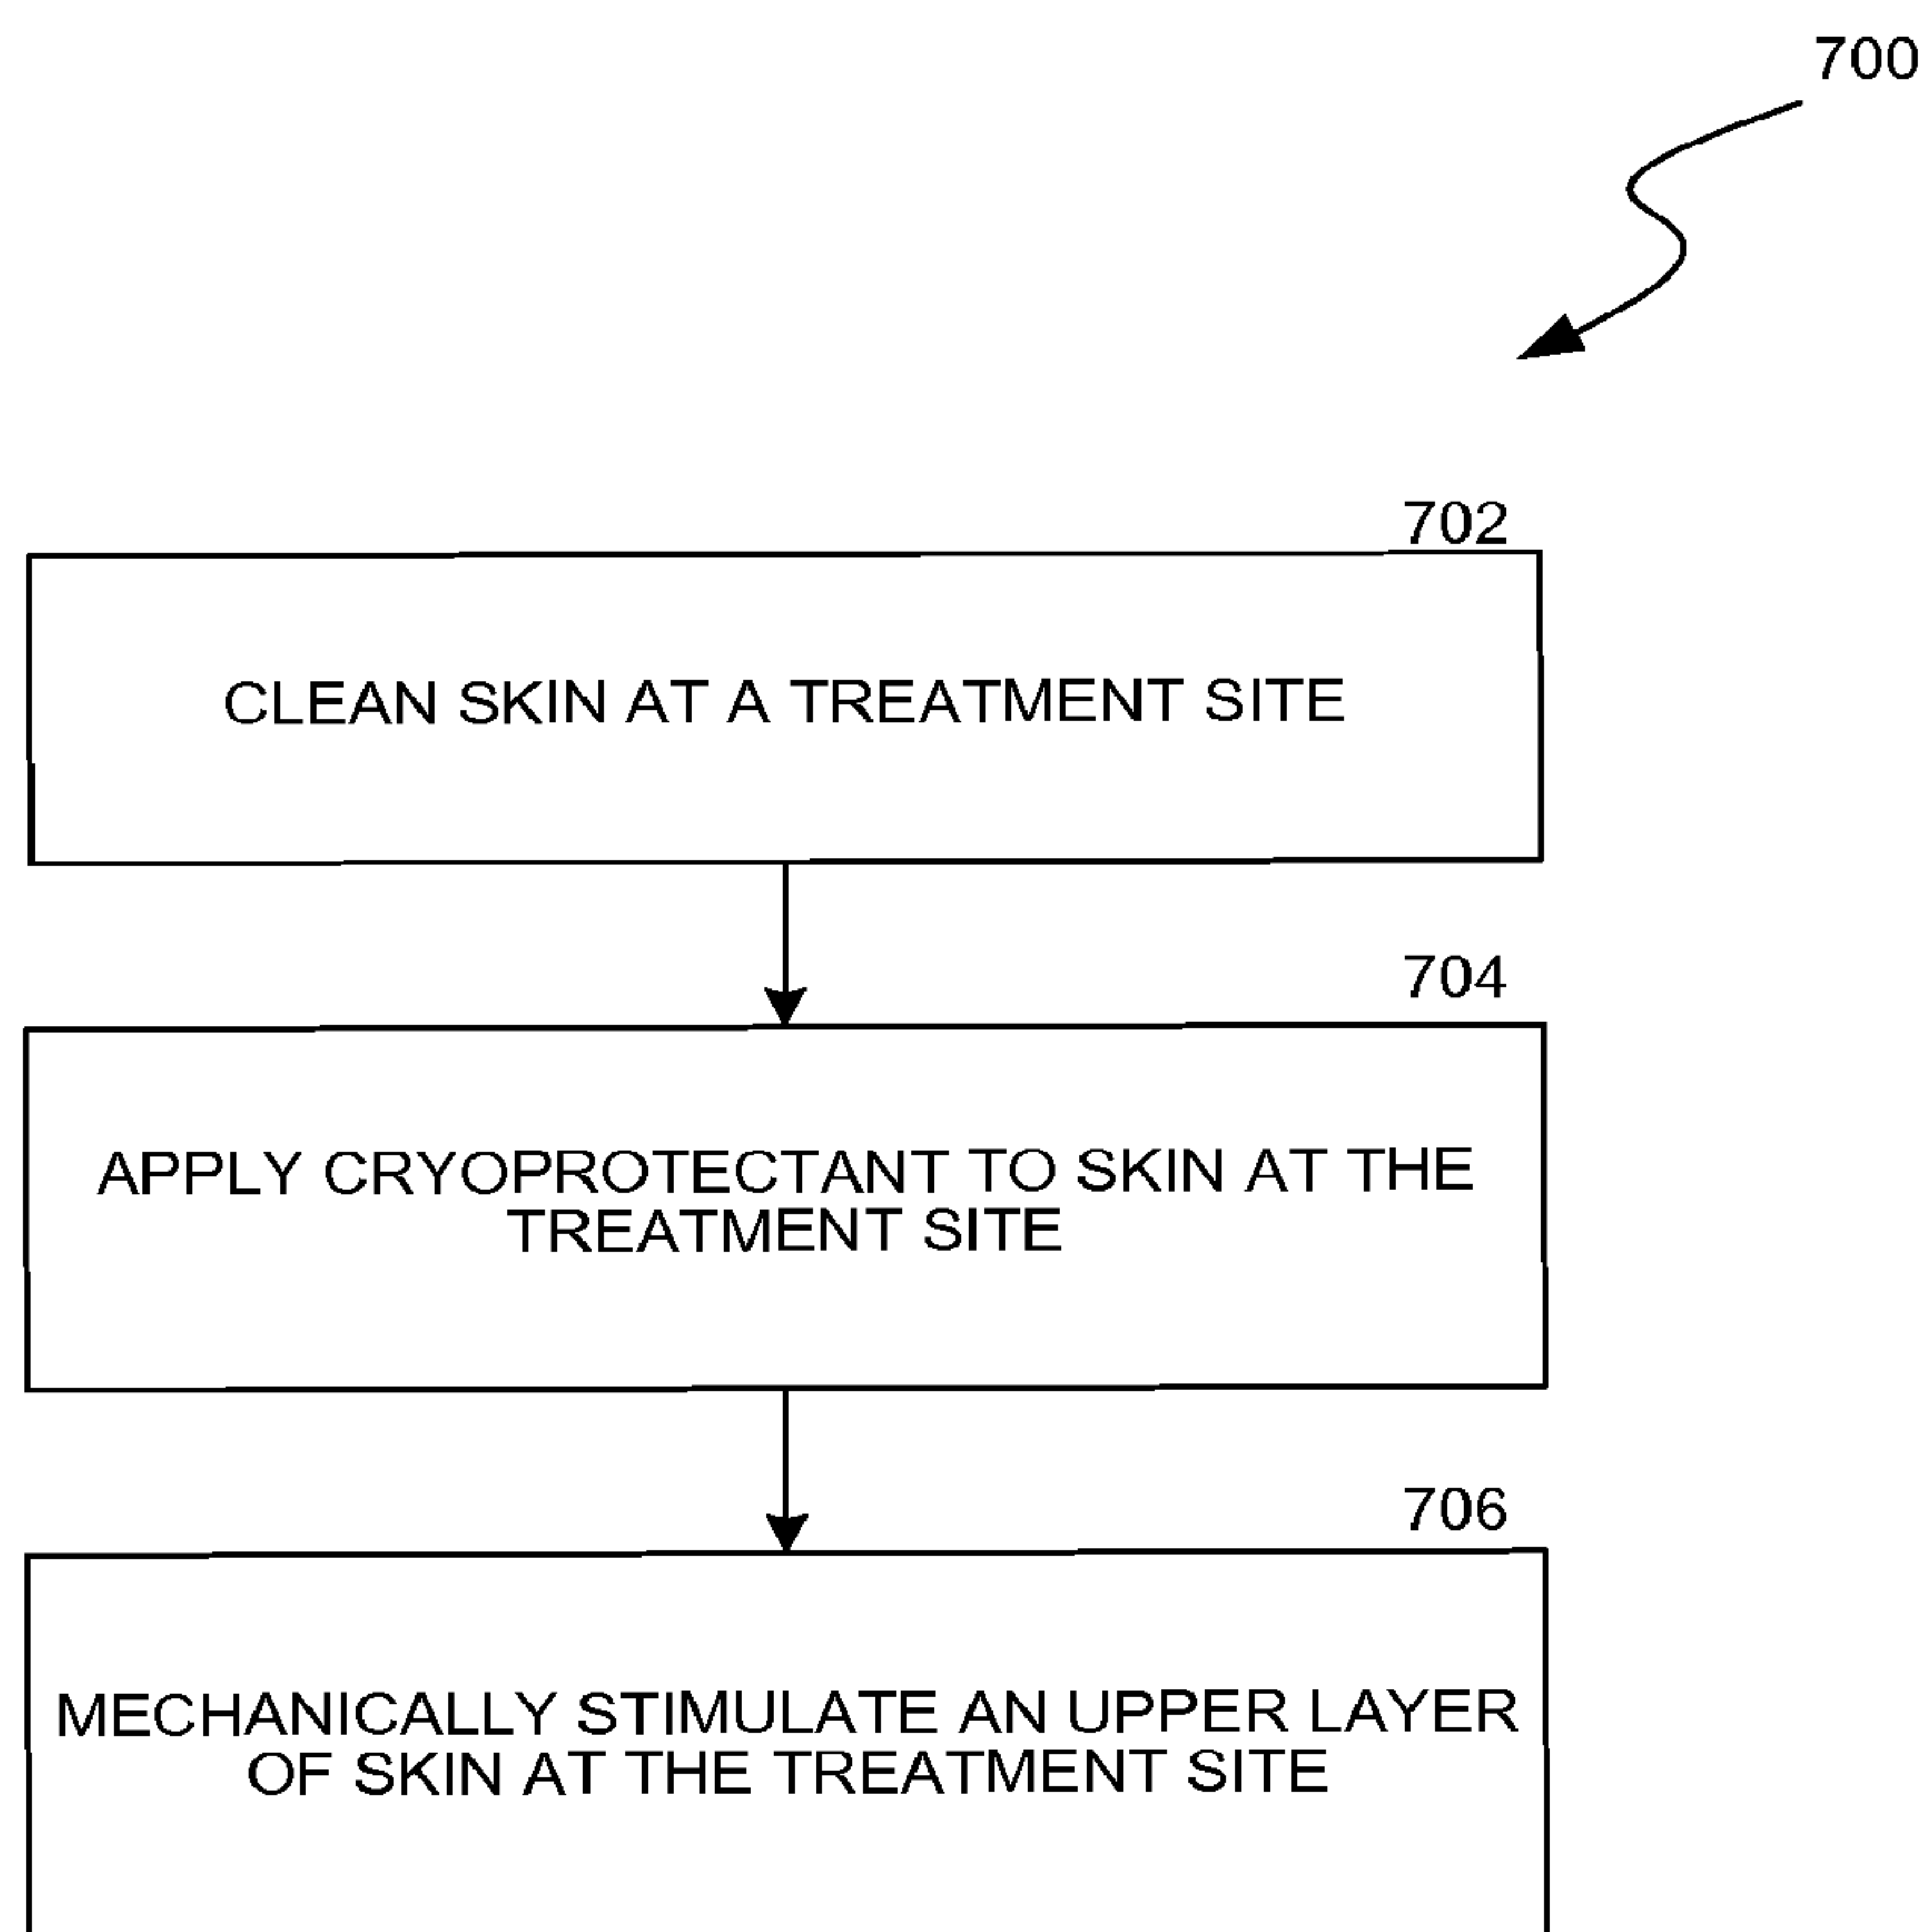 700
702
CLEAN SKIN AT A TREATMENT SITE
704
APPLY CRYOPROTECTANT TO SKIN AT THE
TREATMENT SITE
706
MECHANICALLY STIMULATE AN UPPER LAYER
OF SKIN AT THE TREATMENT SITE